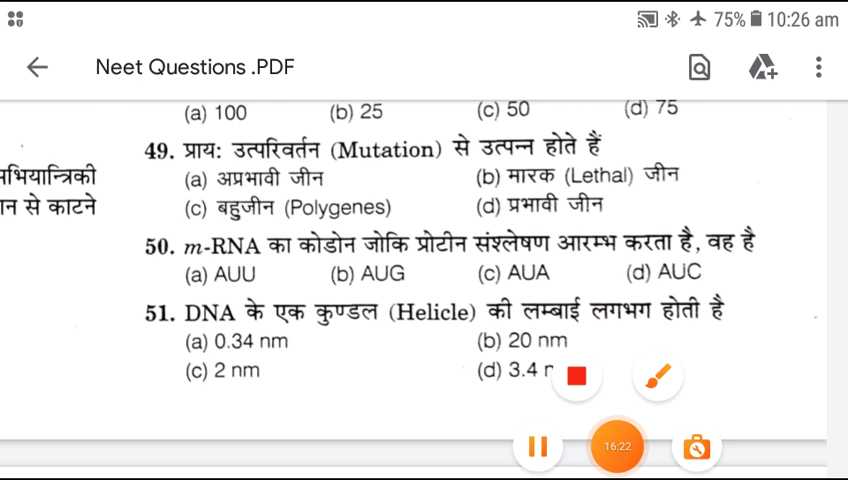 75% 10:26 am
Neet Questions .PDF
(a) 100 (b) 25 (c) 50 (d) 75
49. प्राय: उत्परिवर्तन (Mutation) से उत्पन्न होते हैं
(a) अप्रभावी जीन (b) मारक (Lethal) जीन
(c) बहुजीन (Polygenes) (d) प्रभावी जीन
न से काटने
50. m-RNA का कोडोन जोकि प्रोटीन संश्लेषण आरम्भ करता है, वह है
(a) AUU (b) AUG (c) AUA (d) AUC
51. DNA के एक कुण्डल (Helicle) की लम्बाई लगभग होती है
(a) 0.34 nm (b) 20 nm
(c) 2 nm (d) 3.4
16:22